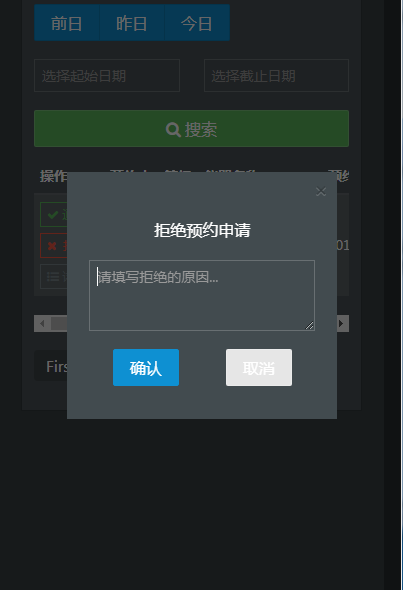 前日 昨日 今日
选择起始日期 选择截止日期
搜索
操作
×
拒绝预约申请
请填写拒绝的原因...
01
确认 取消
Firs